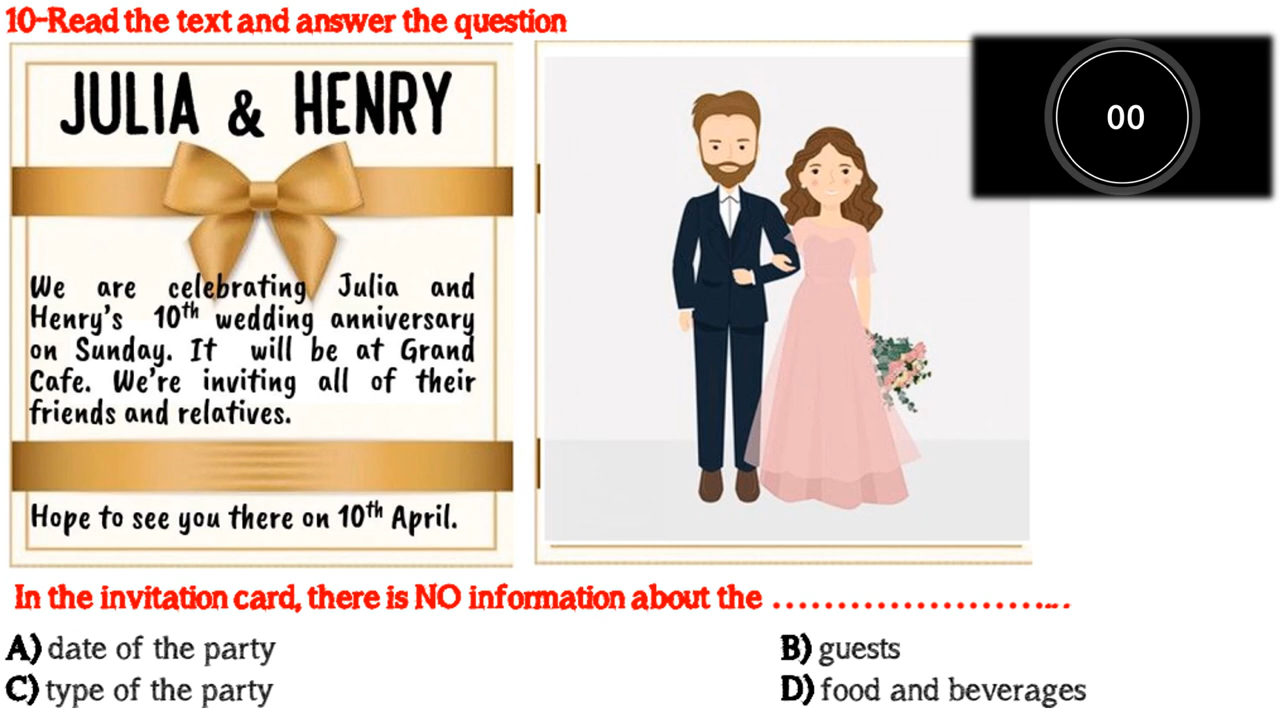 10-Read the text and answer the question
JULIA & HENRY
00
We are celebrating Julia and
Henry's 10th wedding anniversary
on Sunday. It will be at Grand
Cafe. We're inviting all of their
friends and relatives.
Hope to see you there on 10th April.
In the invitation card, there is NO information about the ........................
A) date of the party
B) guests
C) type of the party
D) food and beverages